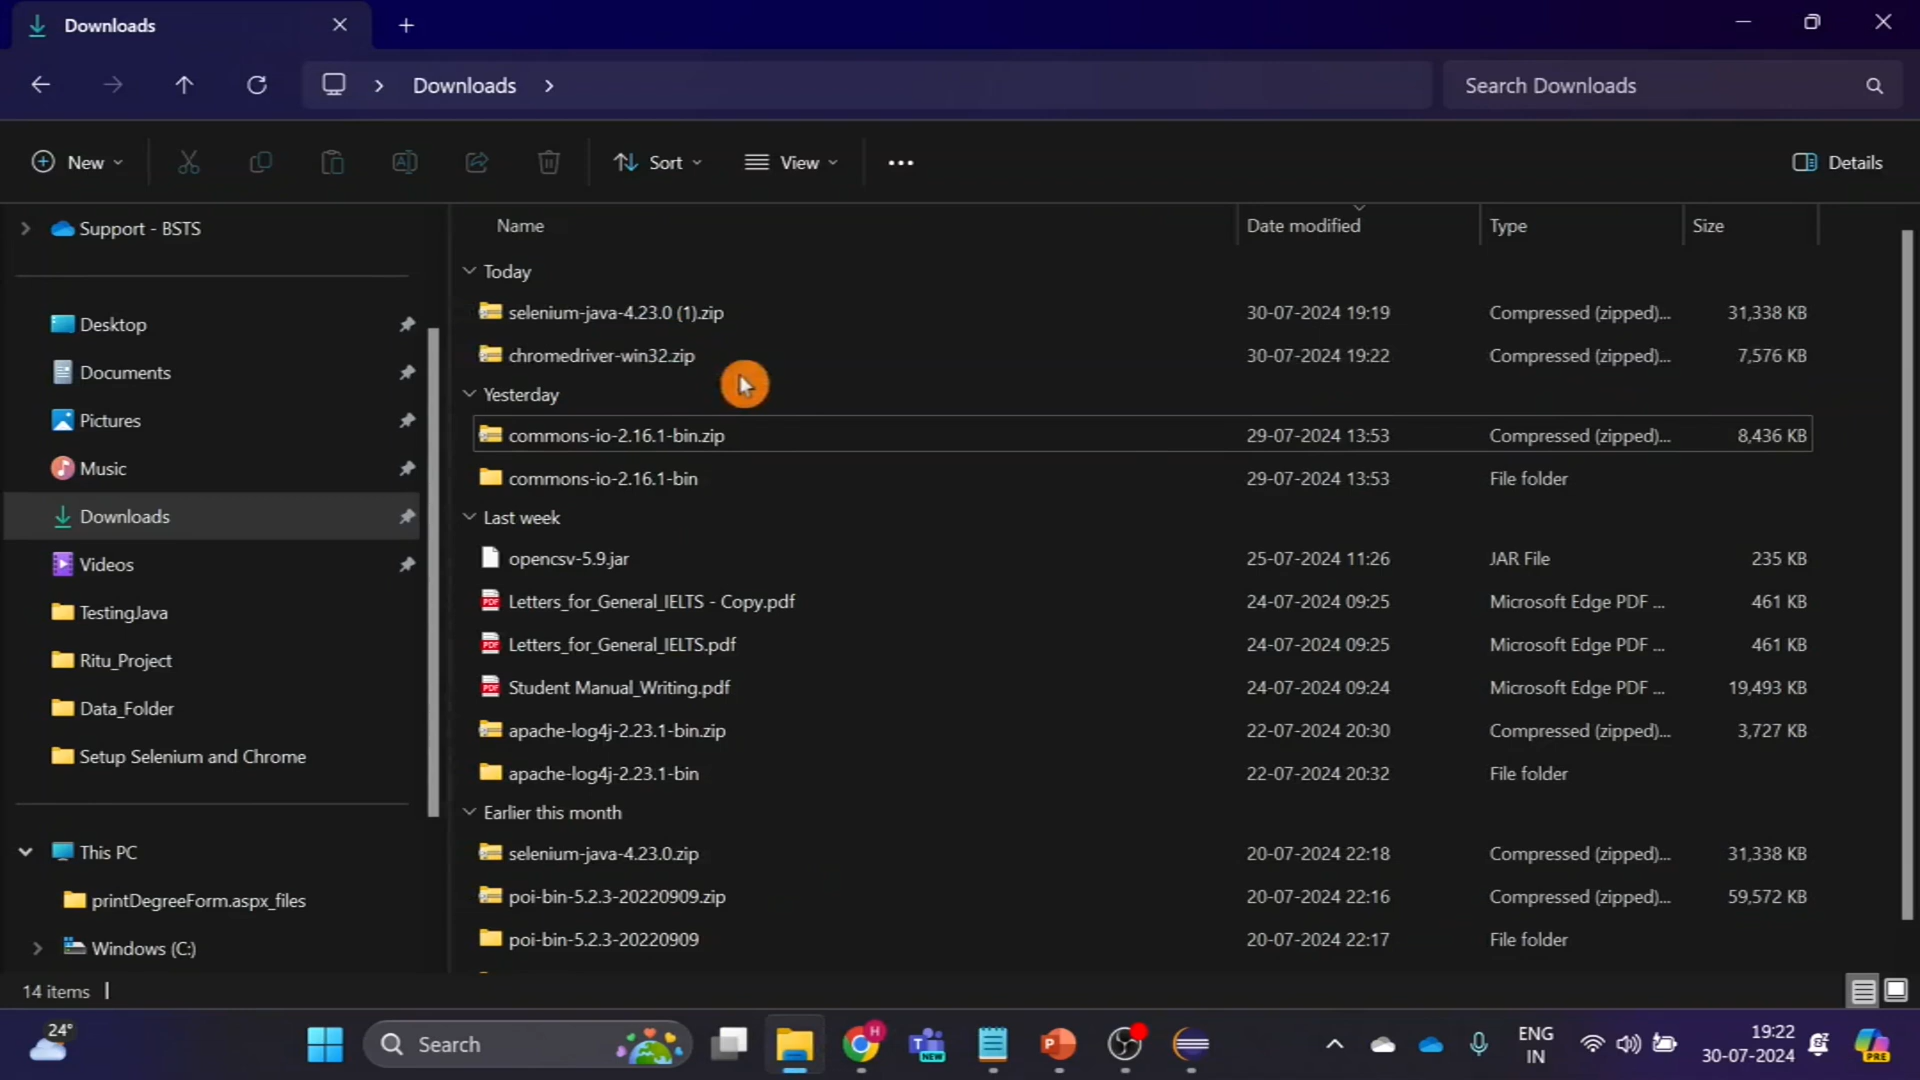 Downloads
Downloads
Search Downloads
New
Sort
View
Details
Support - BSTS
Desktop
Documents
Pictures
Music
Downloads
Videos
TestingJava
Ritu_Project
Data_Folder
Setup Selenium and Chrome
This PC
printDegreeForm.aspx_files
Windows (C:)
Name Date modified Type Size
Today
selenium-java-4.23.0 (1).zip 30-07-2024 19:19 Compressed (zipped)... 31,338 KB
chromedriver-win32.zip 30-07-2024 19:22 Compressed (zipped)... 7,576 KB
Yesterday
commons-io-2.16.1-bin.zip 29-07-2024 13:53 Compressed (zipped)... 8,436 KB
commons-io-2.16.1-bin 29-07-2024 13:53 File folder
Last week
opencsv-5.9.jar 25-07-2024 11:26 JAR File 235 KB
Letters_for_General_IELTS - Copy.pdf 24-07-2024 09:25 Microsoft Edge PDF ... 461 KB
Letters_for_General_IELTS.pdf 24-07-2024 09:25 Microsoft Edge PDF ... 461 KB
Student Manual_Writing.pdf 24-07-2024 09:24 Microsoft Edge PDF ... 19,493 KB
apache-log4j-2.23.1-bin.zip 22-07-2024 20:30 Compressed (zipped)... 3,727 KB
apache-log4j-2.23.1-bin 22-07-2024 20:32 File folder
Earlier this month
selenium-java-4.23.0.zip 20-07-2024 22:18 Compressed (zipped)... 31,338 KB
poi-bin-5.2.3-20220909.zip 20-07-2024 22:16 Compressed (zipped)... 59,572 KB
poi-bin-5.2.3-20220909 20-07-2024 22:17 File folder
14 items
24°
Search
H
NEW
ENG
IN
19:22
30-07-2024
PRE